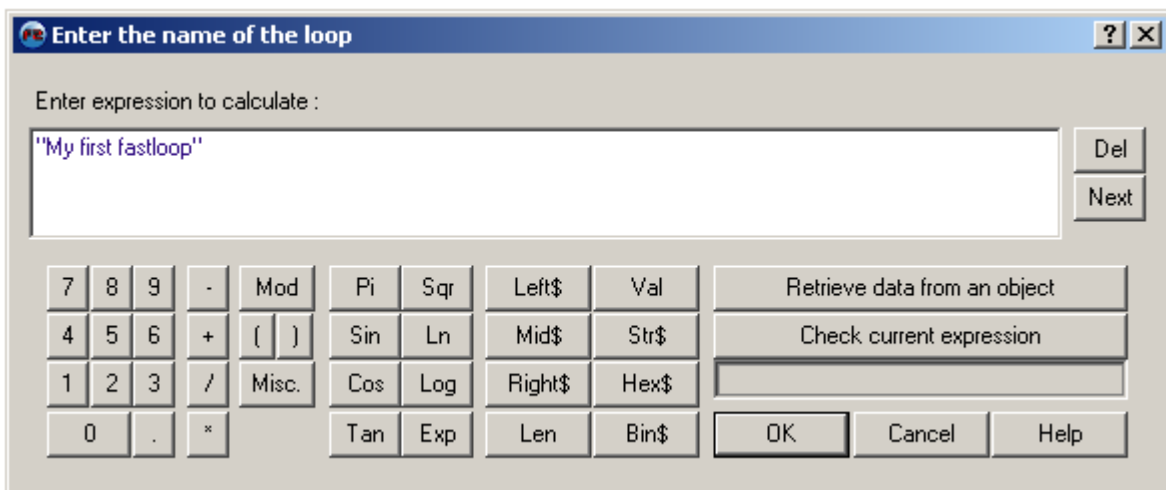 Enter the name of the loop
? X
Enter expression to calculate :
"My first fastloop"
Del
Next
7 8 9 - Mod Pi Sqr Left$ Val Retrieve data from an object
4 5 6 + ( ) Sin Ln Mid$ Str$ Check current expression
1 2 3 / Misc. Cos Log Right$ Hex$
0 . * Tan Exp Len Bin$ OK Cancel Help